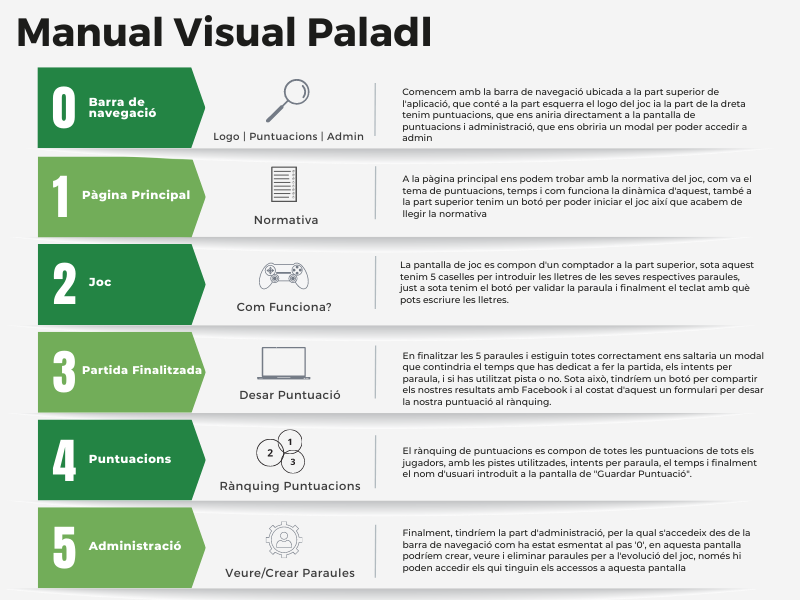 Manual Visual Paladl
0
Barra de
navegació
Logo | Puntuacions | Admin
Comencem amb la barra de navegació ubicada a la part superior de
l'aplicació, que conté a la part esquerra el logo del joc ia la part de la dreta
tenim puntuacions, que ens aniria directament a la pantalla de
puntuacions i administració, que ens obriria un modal per poder accedir a
admin
1
Pàgina Principal
Normativa
A la pàgina principal ens podem trobar amb la normativa del joc, com va el
tema de puntuacions, temps i com funciona la dinàmica d'aquest, també a
la part superior tenim un botó per poder iniciar el joc així que acabem de
llegir la normativa
2
Joc
Com Funciona?
La pantalla de joc es compon d'un comptador a la part superior, sota aquest
tenim 5 caselles per introduir les lletres de les seves respectives paraules,
just a sota tenim el botó per validar la paraula i finalment el teclat amb què
pots escriure les lletres.
3
Partida Finalitzada
Desar Puntuació
En finalitzar les 5 paraules i estiguin totes correctament ens saltaria un modal
que contindria el temps que has dedicat a fer la partida, els intents per
paraula, i si has utilitzat pista o no. Sota això, tindríem un botó per compartir
els nostres resultats amb Facebook i al costat d'aquest un formulari per desar
la nostra puntuació al rànquing.
4
Puntuacions
1
2
3
Rànquing Puntuacions
El rànquing de puntuacions es compon de totes les puntuacions de tots els
jugadors, amb les pistes utilitzades, intents per paraula, el temps i finalment
el nom d'usuari introduit a la pantalla de "Guardar Puntuació".
5
Administració
Veure/Crear Paraules
Finalment, tindríem la part d'administració, per la qual s'accedeix des de la
barra de navegació com ha estat esmentat al pas '0', en aquesta pantalla
podríem crear, veure i eliminar paraules per a l'evolució del joc, només hi
poden accedir els qui tinguin els accessos a aquesta pantalla